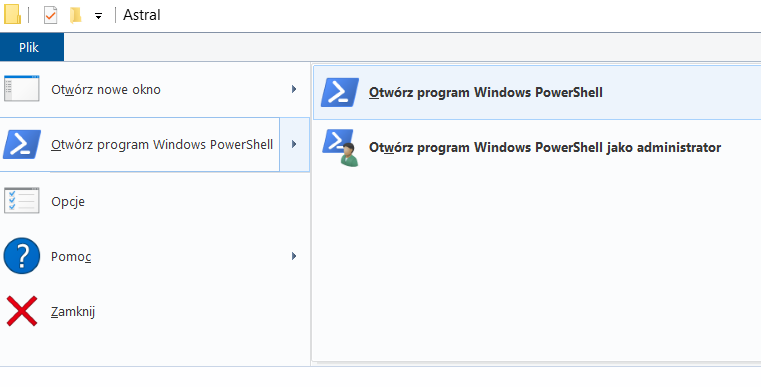 Astral
Plik
Otwórz nowe okno
Otwórz program Windows PowerShell
Opcje
Pomoc
Zamknij
Otwórz program Windows PowerShell
Otwórz program Windows PowerShell jako administrator